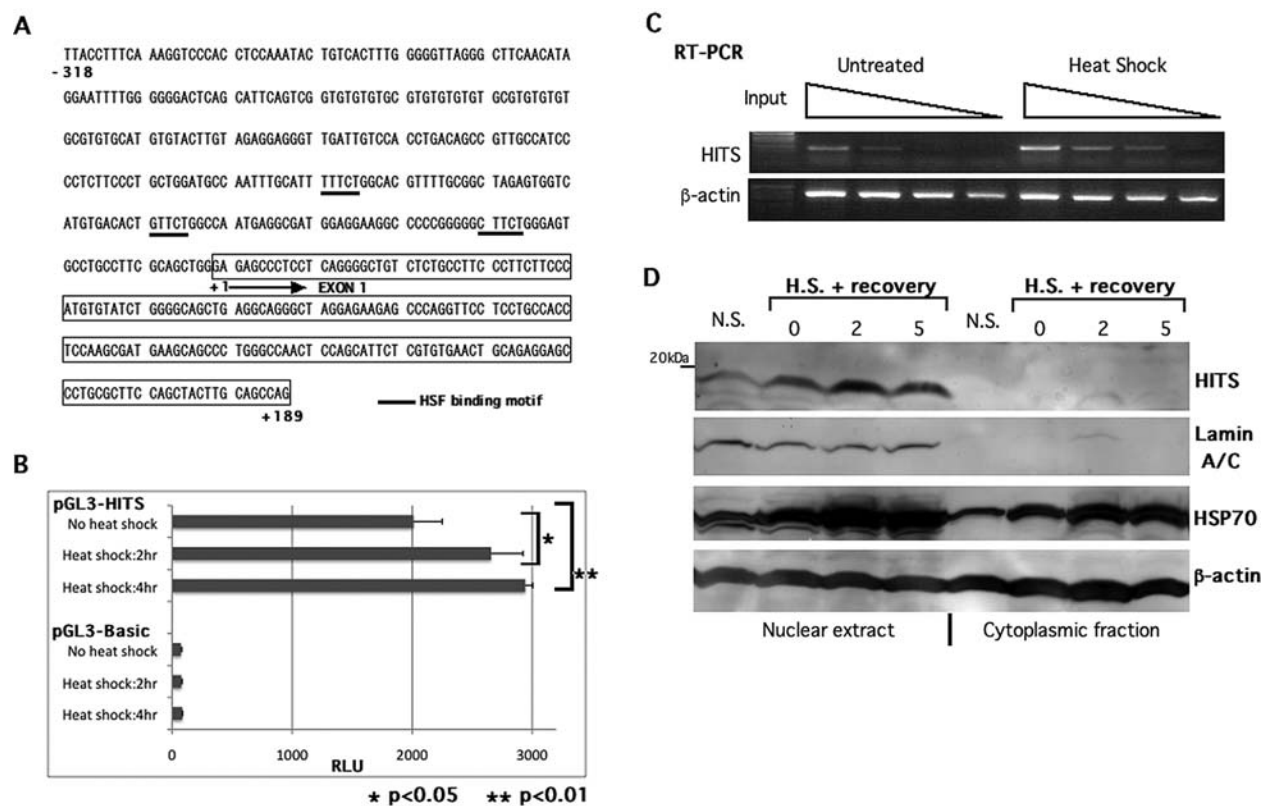 A
TTACCTTTCA AAGGTCCCAC CTCCAAATAC TGTCACTTTG GGGGTTAGGG CTTCAACATA
- 318
GGAATTTTGG GGGGACTCAG CATTCAGTCG GTGTGTGTGC GTGTGTGTGT GCGTGTGTGT
GCGTGTGCAT GTGTACTTGT AGAGGAGGGT TGATTGTCCA CCTGACAGCC GTTGCCATCC
CCTCTTCCCT GCTGGATGCC AATTTGCATT TTTCTGGCAC GTTTTGCGGC TAGAGTGGTC
ATGTGACACT GTTCTGGCCA ATGAGGCGAT GGAGGAAGGC CCCCGGGGGC TTCTGGGAGT
GCCTGCCTTCG GCAGCTGGGA GAGCCCTCCT CAGGGGCTGT CTCTGCCTTC CCTTCTTCCC
+1 EXON 1
ATGTGTATCT GGGGCAGCTG AGGCAGGGCT AGGAGAAGAG CCCAGGTTCC TCCTGCCACC
TCCAAGCGAT GAAGCAGCCC TGGGCCAACT CCAGCATTCT CGTGTGAACT GCAGAGGAGC
CCTGCGCTTC CAGCTACTTG CAGCCAG
+189
HSF binding motif
B
pGL3-HITS
No heat shock
Heat shock:2hr
Heat shock:4hr
*
**
pGL3-Basic
No heat shock
Heat shock:2hr
Heat shock:4hr
0 1000 2000 3000
RLU
* p<0.05 ** p<0.01
C
RT-PCR
Untreated Heat Shock
Input
HITS
β-actin
D
H.S. + recovery H.S. + recovery
N.S. 0 2 5 N.S. 0 2 5
20kDa
HITS
Lamin
A/C
HSP70
β-actin
Nuclear extract Cytoplasmic fraction